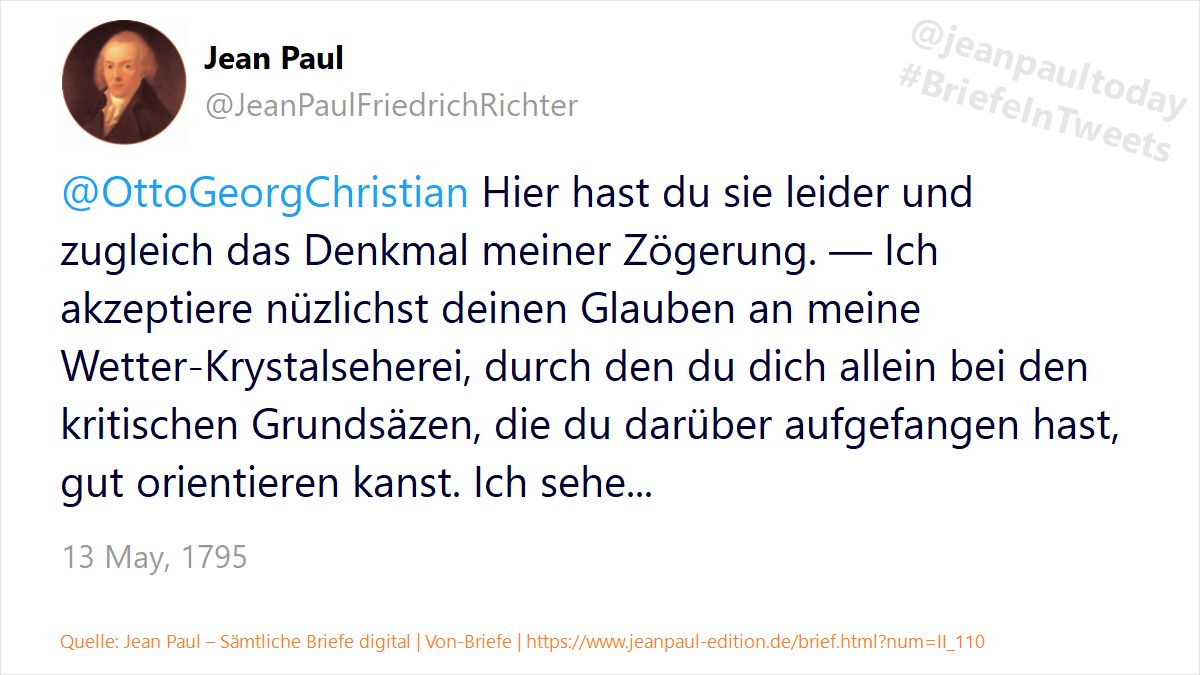 Jean Paul
@JeanPaulFriedrichRichter
@jeanpaultoday
#BriefeInTweets
@OttoGeorgChristian Hier hast du sie leider und
zugleich das Denkmal meiner Zögerung. — Ich
akzeptiere nüzlichst deinen Glauben an meine
Wetter-Krystalseherei, durch den du dich allein bei den
kritischen Grundsäzen, die du darüber aufgefangen hast,
gut orientieren kanst. Ich sehe...
13 May, 1795
Quelle: Jean Paul – Sämtliche Briefe digital | Von-Briefe | https://www.jeanpaul-edition.de/brief.html?num=II_110